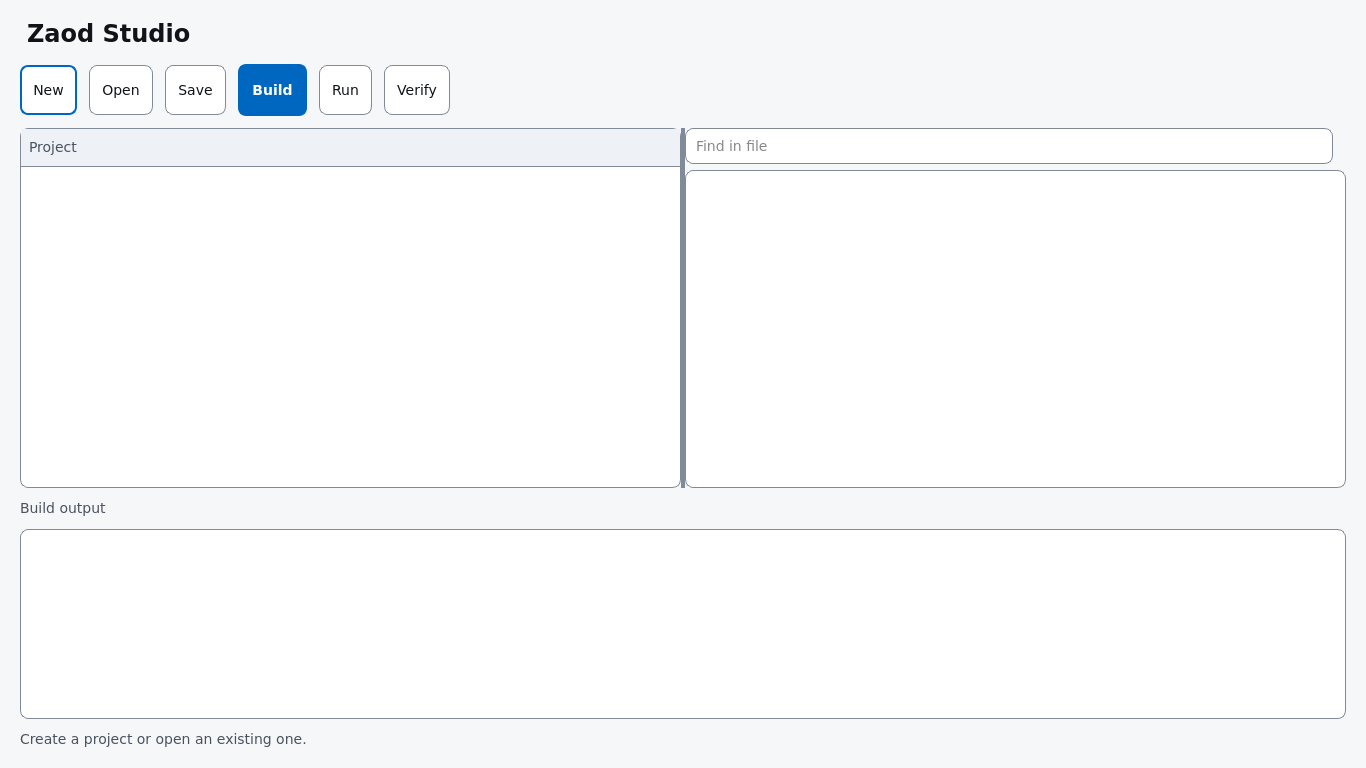 Zaod Studio
New Open Save Build Run Verify
Project
Find in file
Build output
Create a project or open an existing one.